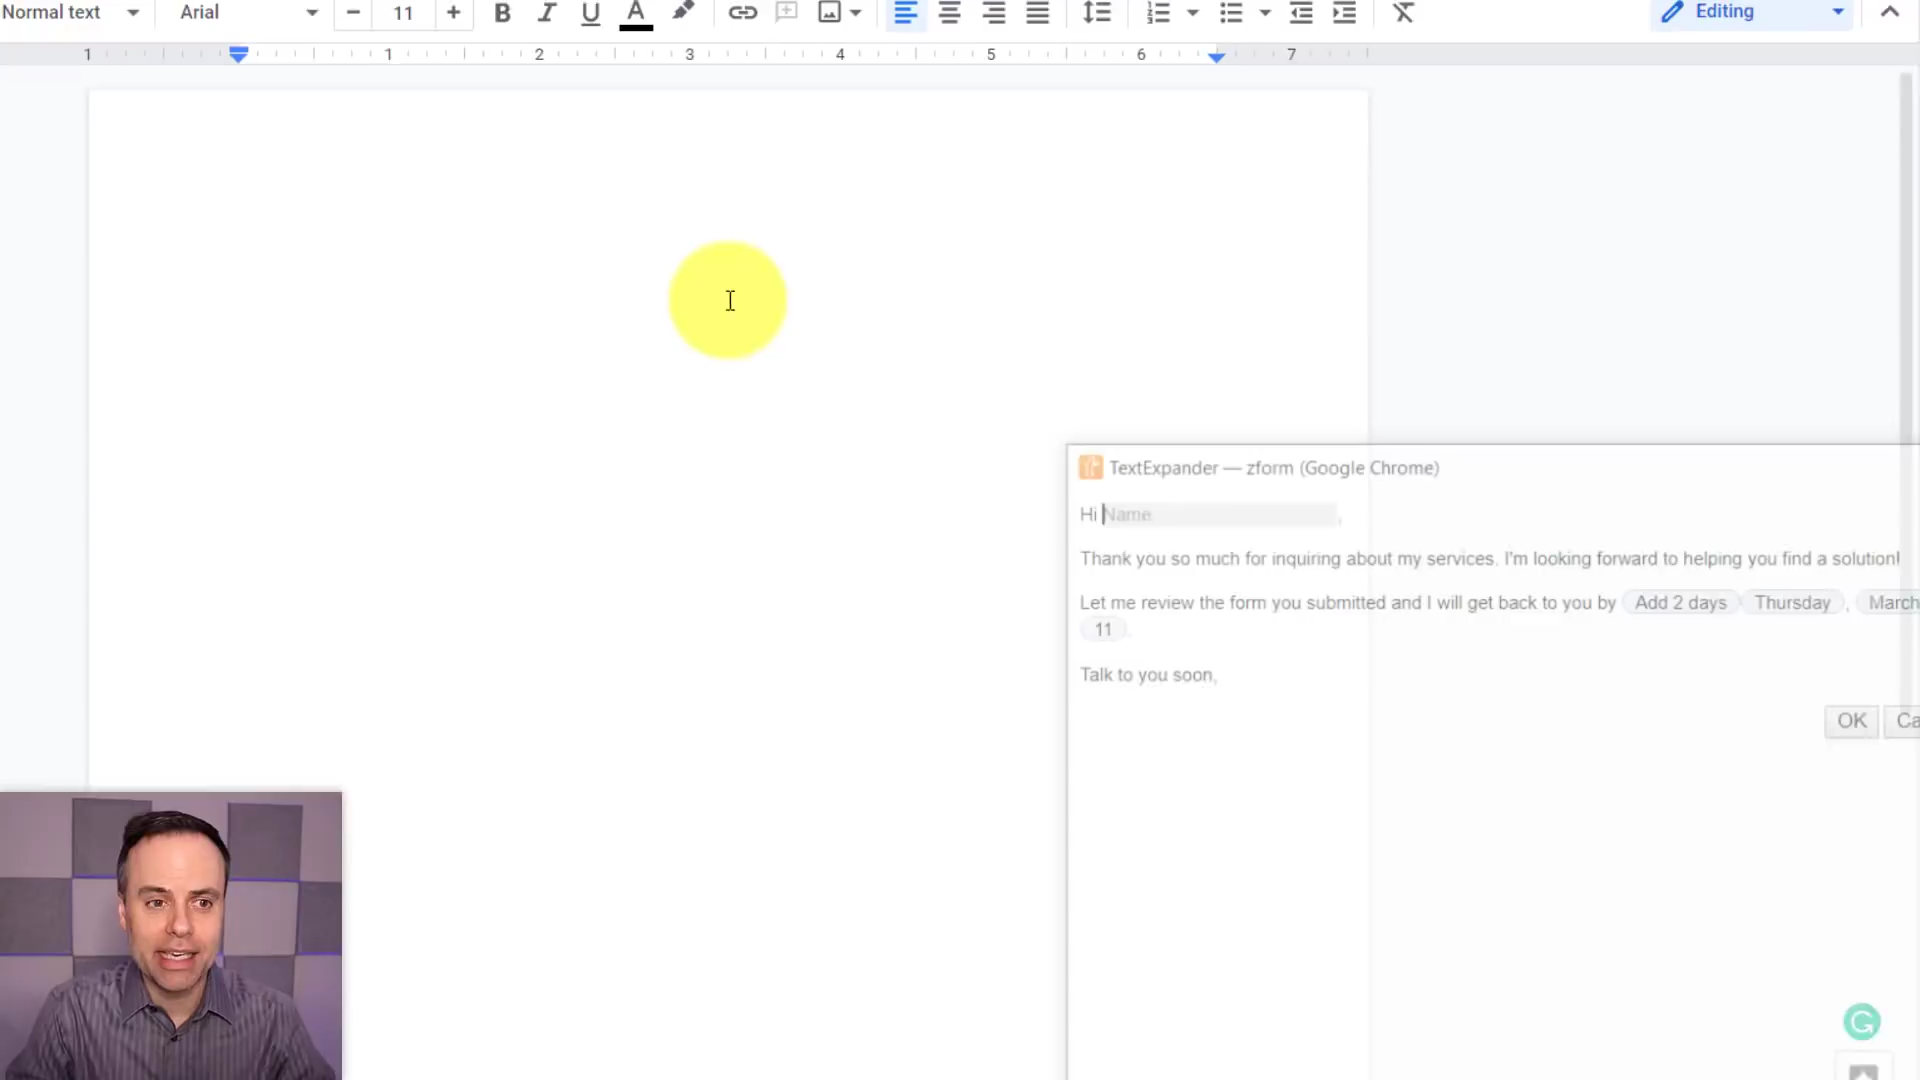 Normal text Arial 11 B I U A Editing
1 1 2 3 4 5 6 7
TextExpander — zform (Google Chrome)
Hi Name ,
Thank you so much for inquiring about my services. I'm looking forward to helping you find a solution!
Let me review the form you submitted and I will get back to you by Add 2 days Thursday , March
11 .
Talk to you soon,
OK Ca